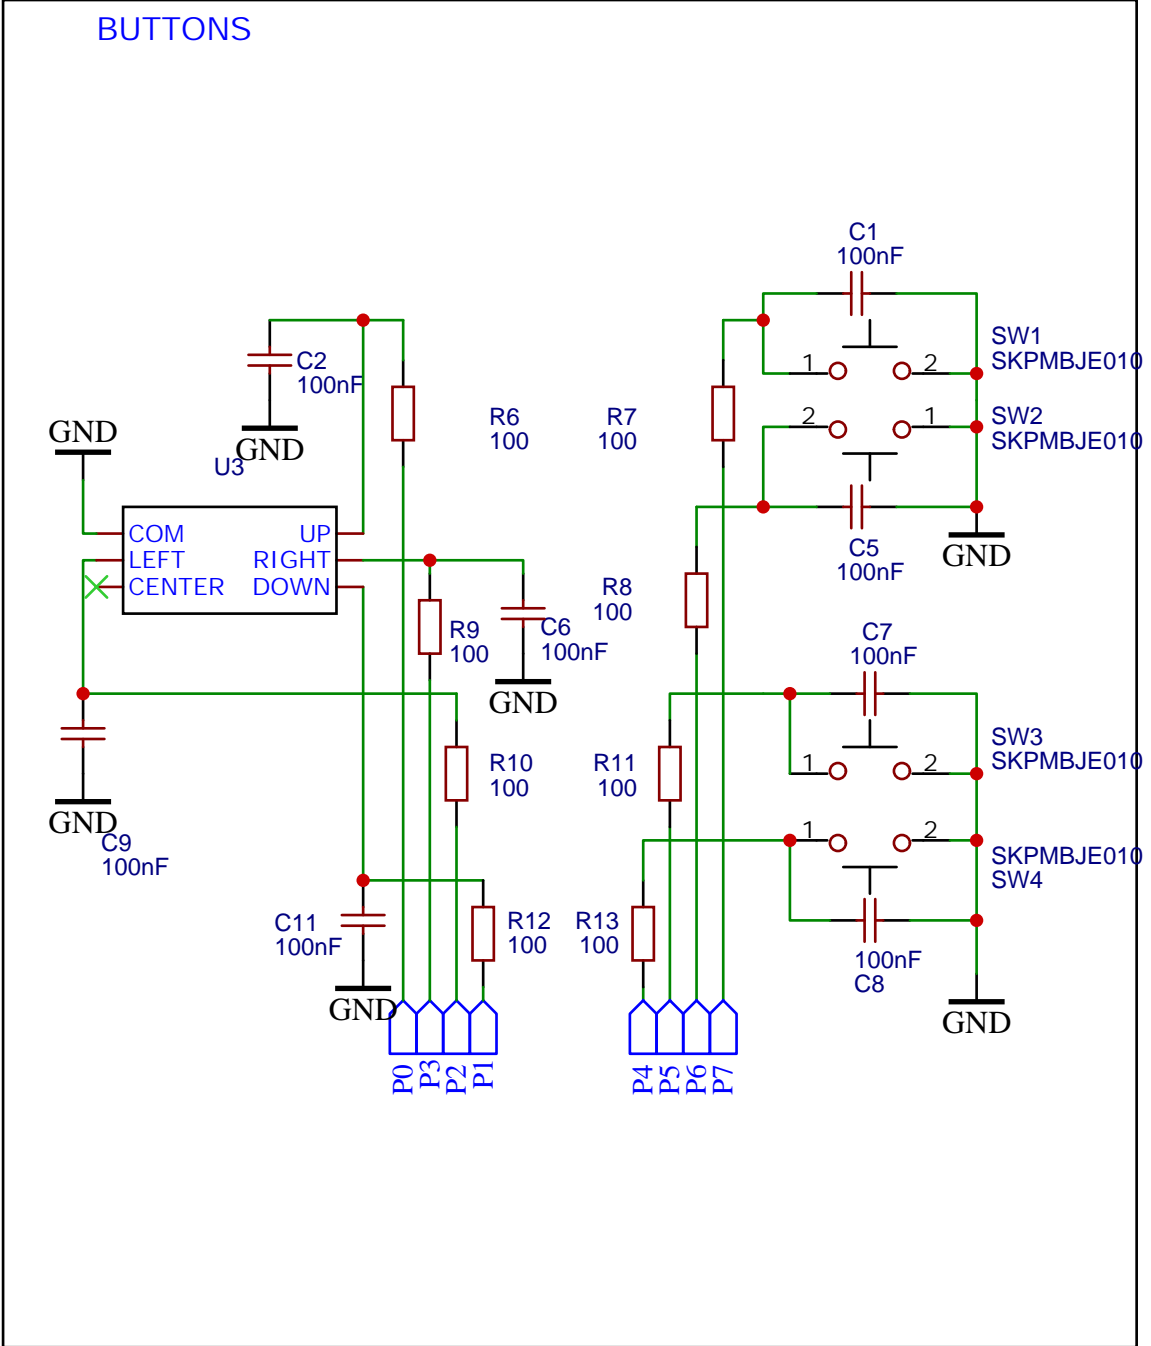 BUTTONS
C1
100nF
SW1
SKPMBJE010
1
2
C2
100nF
GND
R6
100
R7
100
2
1
SW2
SKPMBJE010
GND
U3
C5
100nF
GND
COM
UP
LEFT
RIGHT
CENTER
DOWN
R8
100
R9
100
C6
100nF
GND
C7
100nF
SW3
SKPMBJE010
1
2
R10
100
R11
100
GND
C9
100nF
1
2
SKPMBJE010
SW4
C11
100nF
R12
100
R13
100
100nF
C8
GND
GND
P0
P3
P2
P1
P4
P5
P6
P7